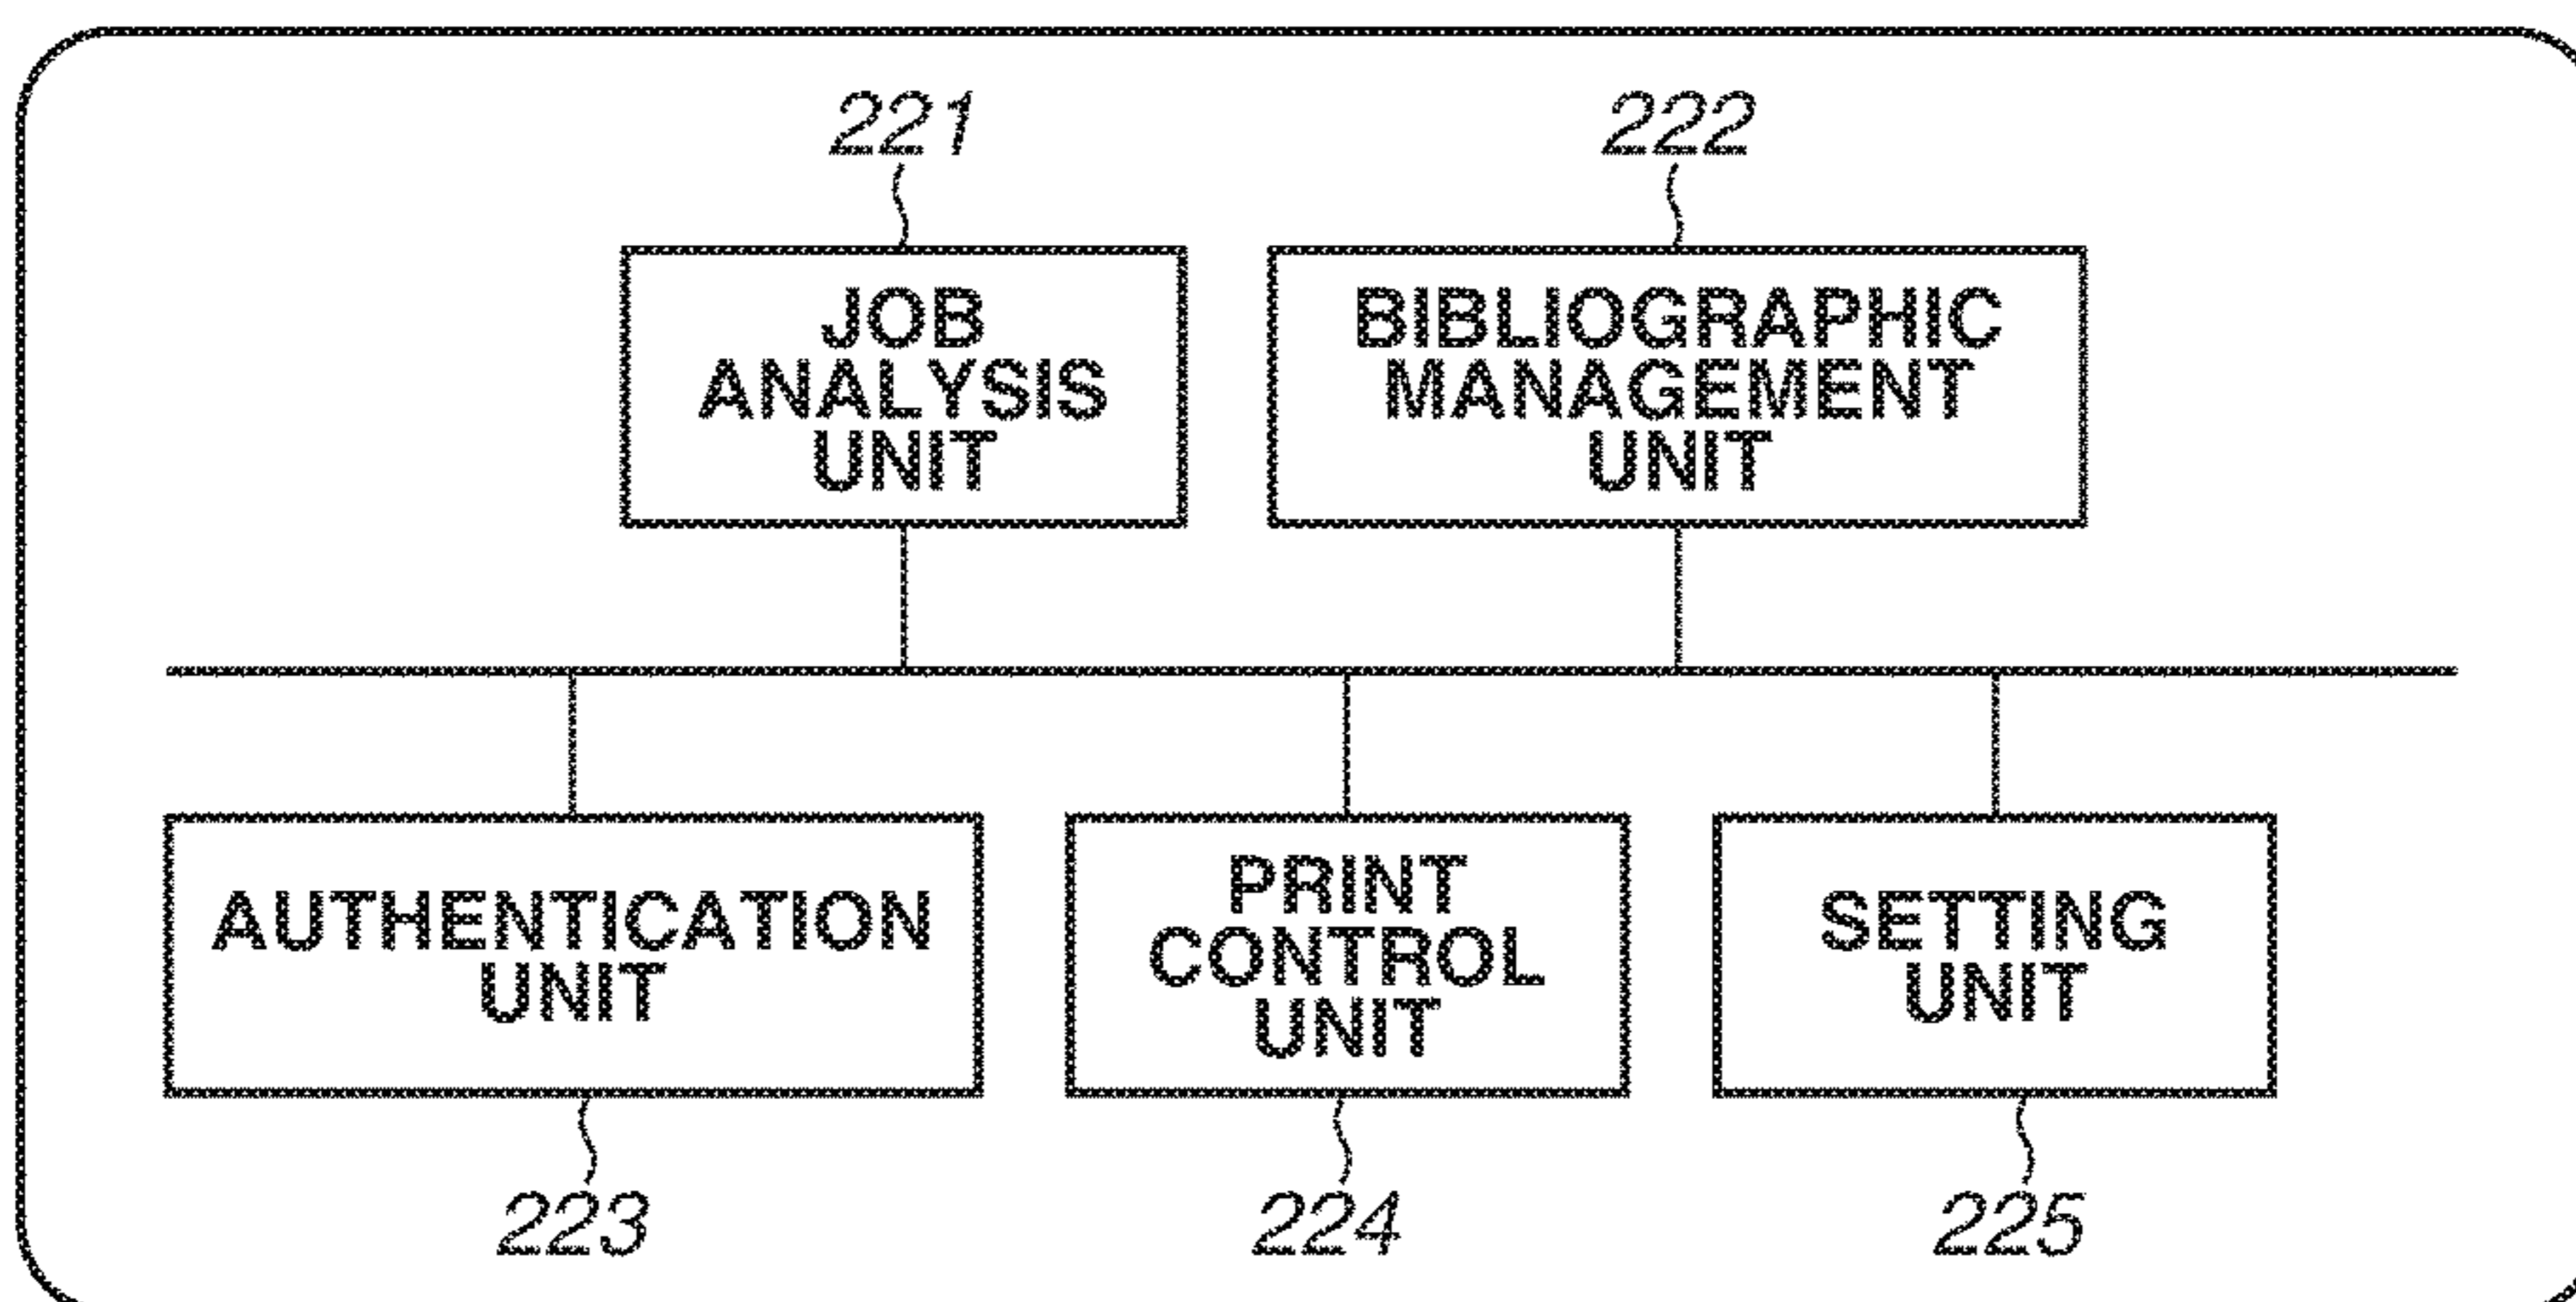 221
222
JOB
ANALYSIS
UNIT
BIBLIOGRAPHIC
MANAGEMENT
UNIT
AUTHENTICATION
UNIT
PRINT
CONTROL
UNIT
SETTING
UNIT
223
224
225